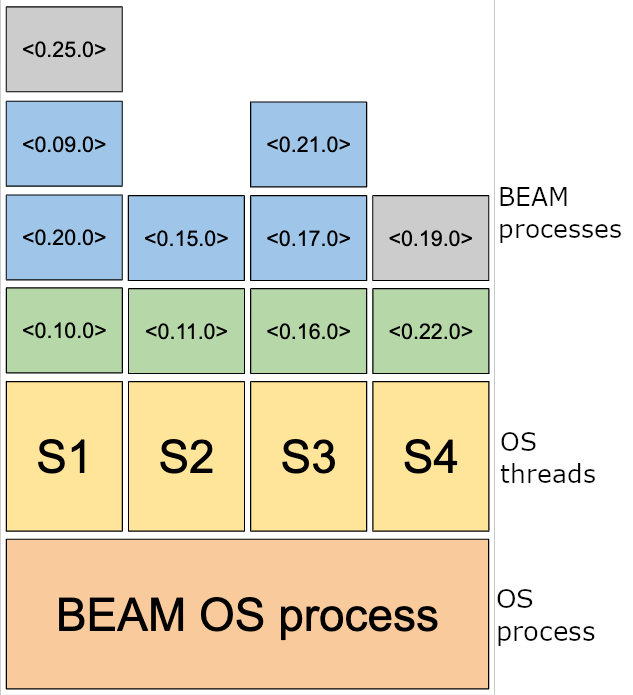 <0.25.0>
<0.09.0>
<0.21.0>
BEAM
processes
<0.20.0>
<0.15.0>
<0.17.0>
<0.19.0>
<0.10.0>
<0.11.0>
<0.16.0>
<0.22.0>
S1
S2
S3
S4
OS
threads
BEAM OS process
OS
process